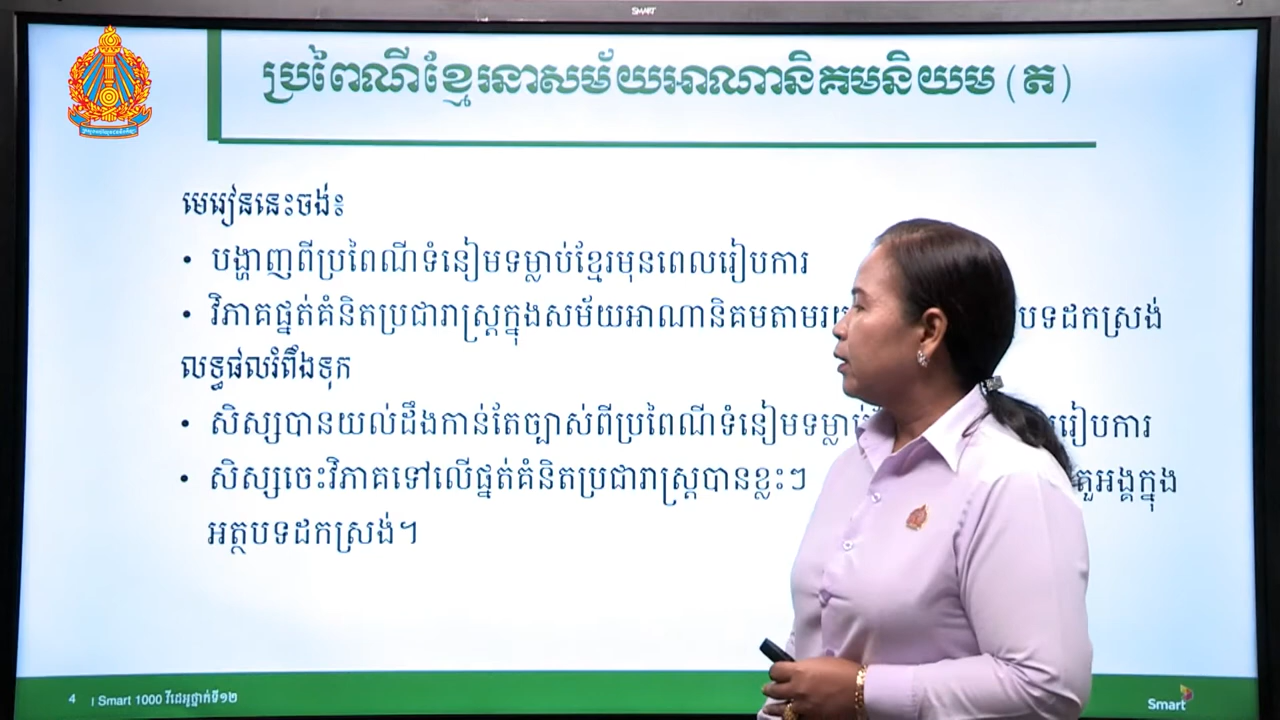 SMART
ប្រពៃណីខ្មែរនាសម័យអាណានិគមនិយម (ត)
មេរៀននេះចង់៖
• បង្ហាញពីប្រពៃណីទំនៀមទម្លាប់ខ្មែរមុនពេលរៀបការ
• វិភាគផ្នត់គំនិតប្រជារាស្ត្រក្នុងសម័យអាណានិគមតាមរយៈ បទដកស្រង់
លទ្ធផលរំពឹងទុក
• សិស្សបានយល់ដឹងកាន់តែច្បាស់ពីប្រពៃណីទំនៀមទម្លាប់ រៀបការ
• សិស្សចេះវិភាគទៅលើផ្នត់គំនិតប្រជារាស្ត្របានខ្លះៗ តួអង្គក្នុង
អត្ថបទដកស្រង់។
4 | Smart 1000 វីដេអូថ្នាក់ទី១២
Smart